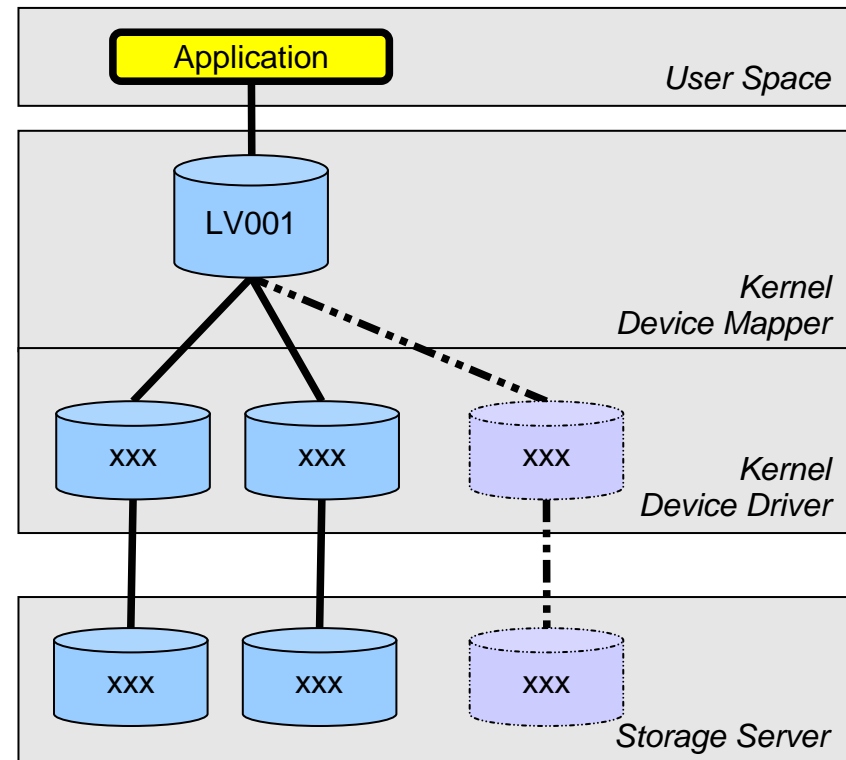 Application
User Space
LV001
Kernel
Device Mapper
xxx xxx xxx
Kernel
Device Driver
xxx xxx xxx
Storage Server